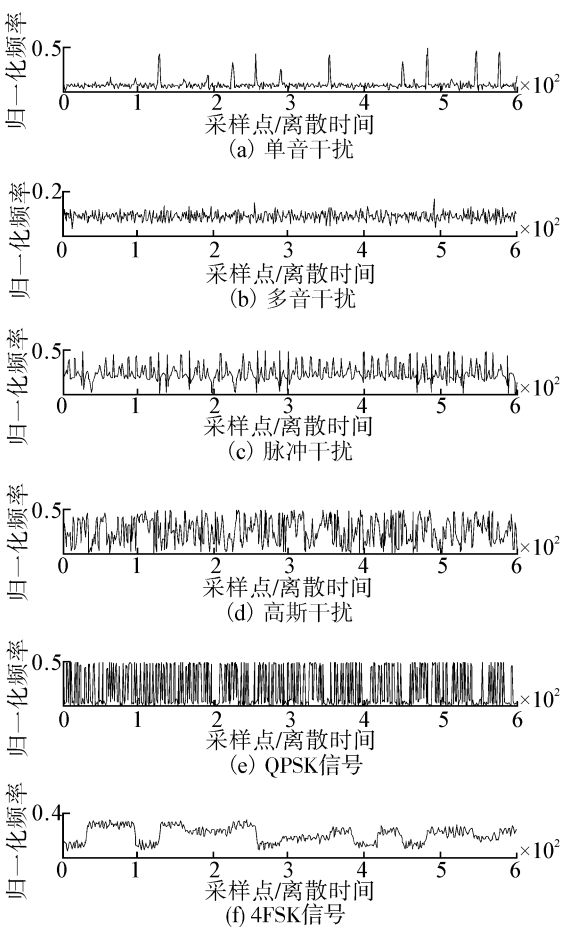 归一化频率
0.5
0 1 2 3 4 5 6 ×10²
采样点/离散时间
(a) 单音干扰
归一化频率
0.2
0 1 2 3 4 5 6 ×10²
采样点/离散时间
(b) 多音干扰
归一化频率
0.5
0 1 2 3 4 5 6 ×10²
采样点/离散时间
(c) 脉冲干扰
归一化频率
0.5
0 1 2 3 4 5 6 ×10²
采样点/离散时间
(d) 高斯干扰
归一化频率
0.5
0 1 2 3 4 5 6 ×10²
采样点/离散时间
(e) QPSK信号
归一化频率
0.4
0 1 2 3 4 5 6 ×10²
采样点/离散时间
(f) 4FSK信号